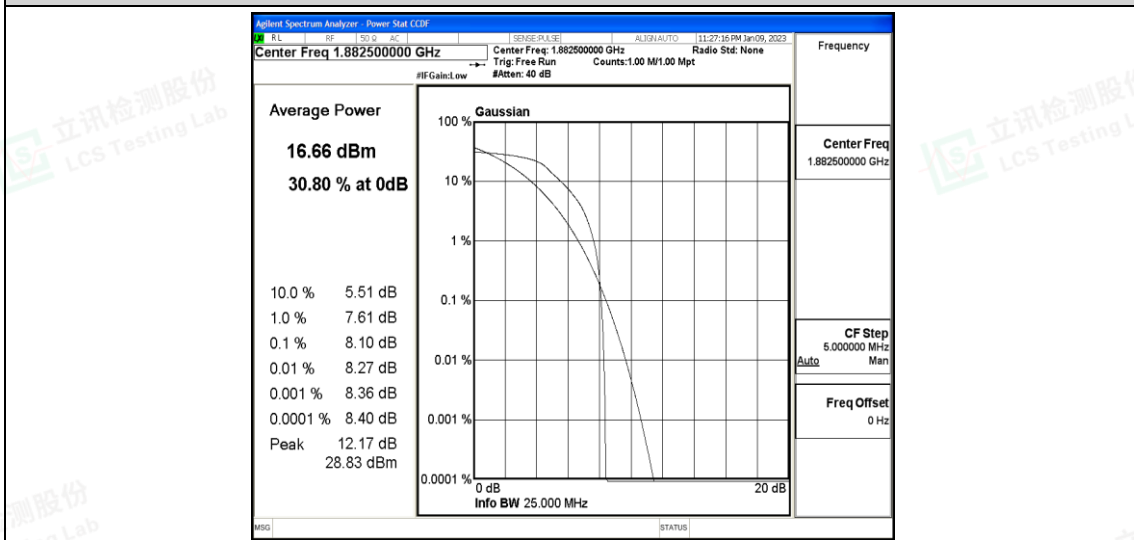 Agilent Spectrum Analyzer - Power Stat CCDF
LXI RL RF 50 Ω AC SENSE:PULSE ALIGNAUTO 11:27:16 PM Jan 09, 2023
Center Freq 1.882500000 GHz
Center Freq: 1.882500000 GHz Radio Std: None
Trig: Free Run Counts:1.00 M/1.00 Mpt
#IFGain:Low #Atten: 40 dB
Frequency
Center Freq
1.882500000 GHz
CF Step
5.000000 MHz
Auto Man
Freq Offset
0 Hz
Average Power
16.66 dBm
30.80 % at 0dB
10.0 % 5.51 dB
1.0 % 7.61 dB
0.1 % 8.10 dB
0.01 % 8.27 dB
0.001 % 8.36 dB
0.0001 % 8.40 dB
Peak 12.17 dB
28.83 dBm
Gaussian
100 %
10 %
1 %
0.1 %
0.01 %
0.001 %
0.0001 %
0 dB 20 dB
Info BW 25.000 MHz
MSG STATUS
立讯检测股份
LCS Testing Lab
立讯检测股份
LCS Testing L
测股份